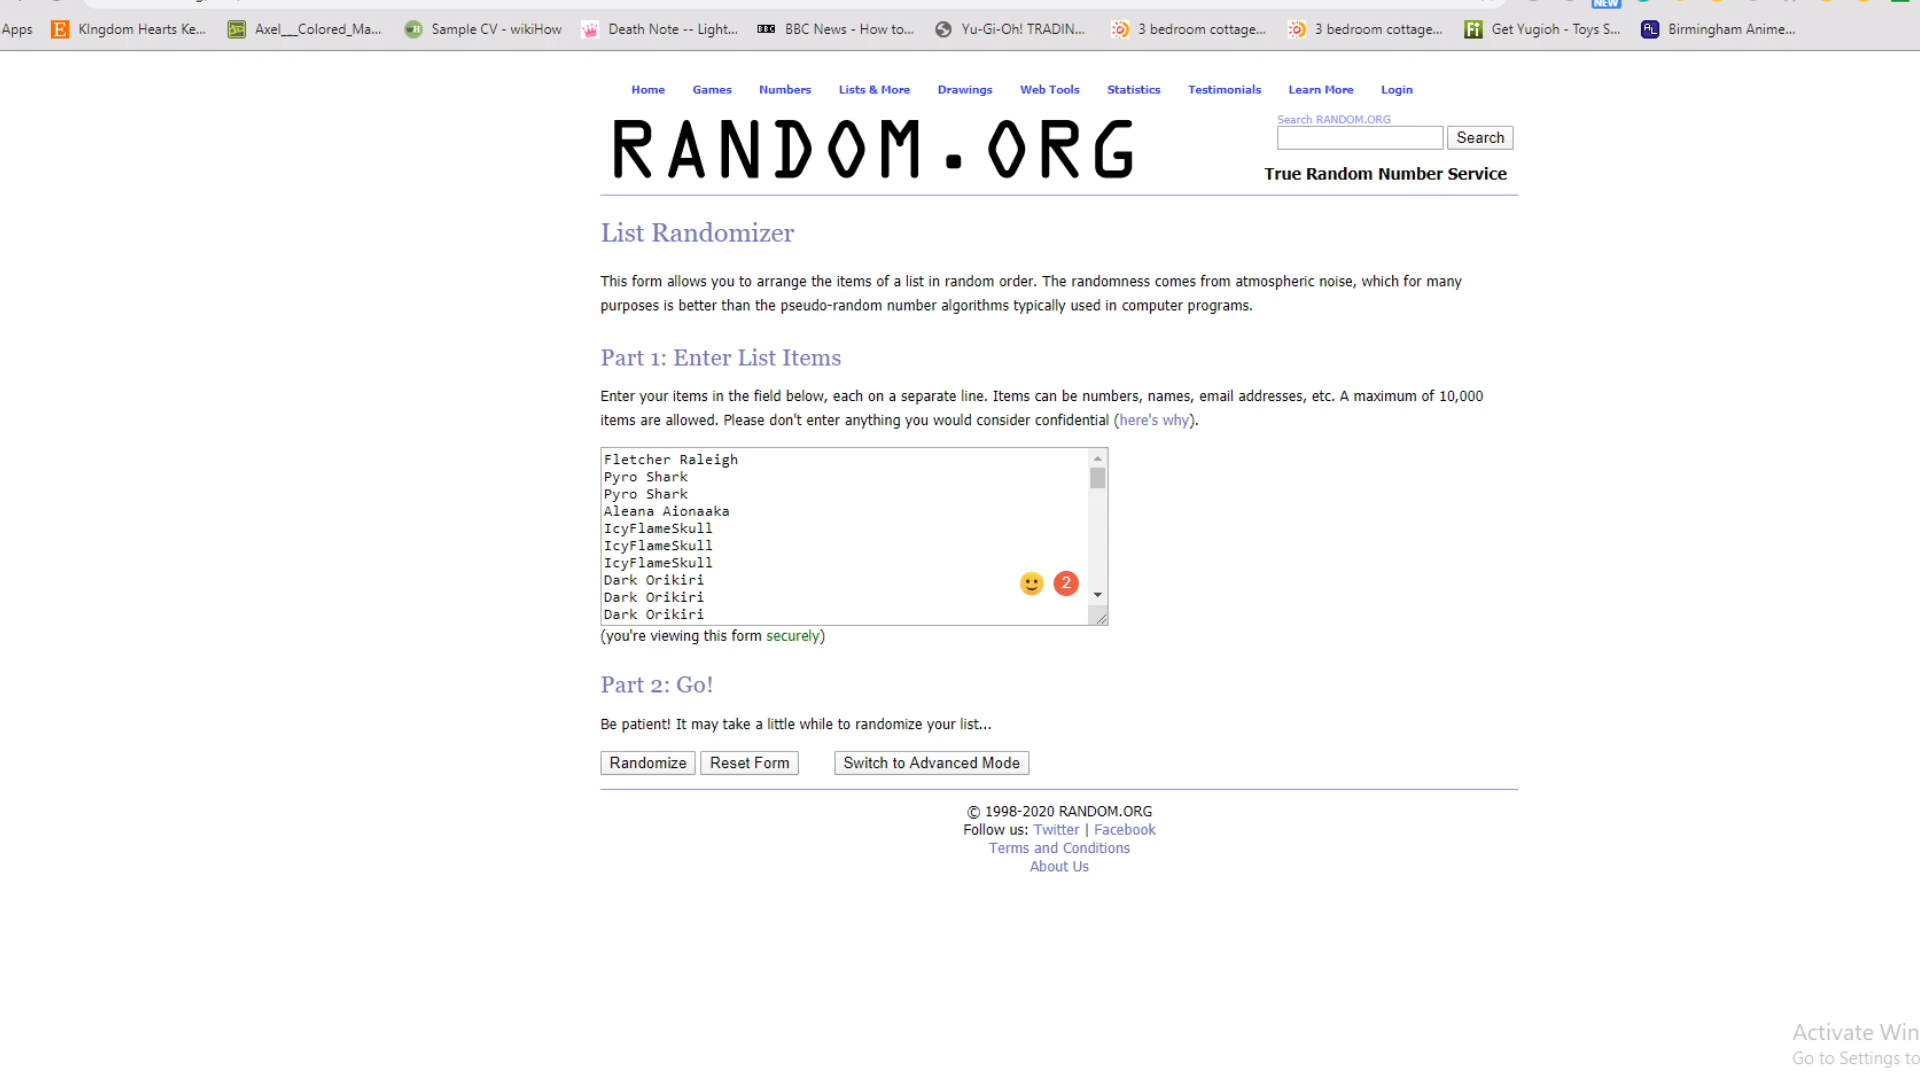 Apps KIngdom Hearts Ke... Axel__Colored_Ma... Sample CV - wikiHow Death Note -- Light... BBC BBC News - How to... Yu-Gi-Oh! TRADIN... 3 bedroom cottage... 3 bedroom cottage... Get Yugioh - Toys S... Birmingham Anime...
NEW
Home Games Numbers Lists & More Drawings Web Tools Statistics Testimonials Learn More Login
RANDOM.ORG
Search RANDOM.ORG
Search
True Random Number Service
List Randomizer
This form allows you to arrange the items of a list in random order. The randomness comes from atmospheric noise, which for many
purposes is better than the pseudo-random number algorithms typically used in computer programs.
Part 1: Enter List Items
Enter your items in the field below, each on a separate line. Items can be numbers, names, email addresses, etc. A maximum of 10,000
items are allowed. Please don't enter anything you would consider confidential (here's why).
Fletcher Raleigh
Pyro Shark
Pyro Shark
Aleana Aionaaka
IcyFlameSkull
IcyFlameSkull
IcyFlameSkull
Dark Orikiri
Dark Orikiri
Dark Orikiri
2
(you're viewing this form securely)
Part 2: Go!
Be patient! It may take a little while to randomize your list...
Randomize Reset Form Switch to Advanced Mode
© 1998-2020 RANDOM.ORG
Follow us: Twitter | Facebook
Terms and Conditions
About Us
Activate Win
Go to Settings to